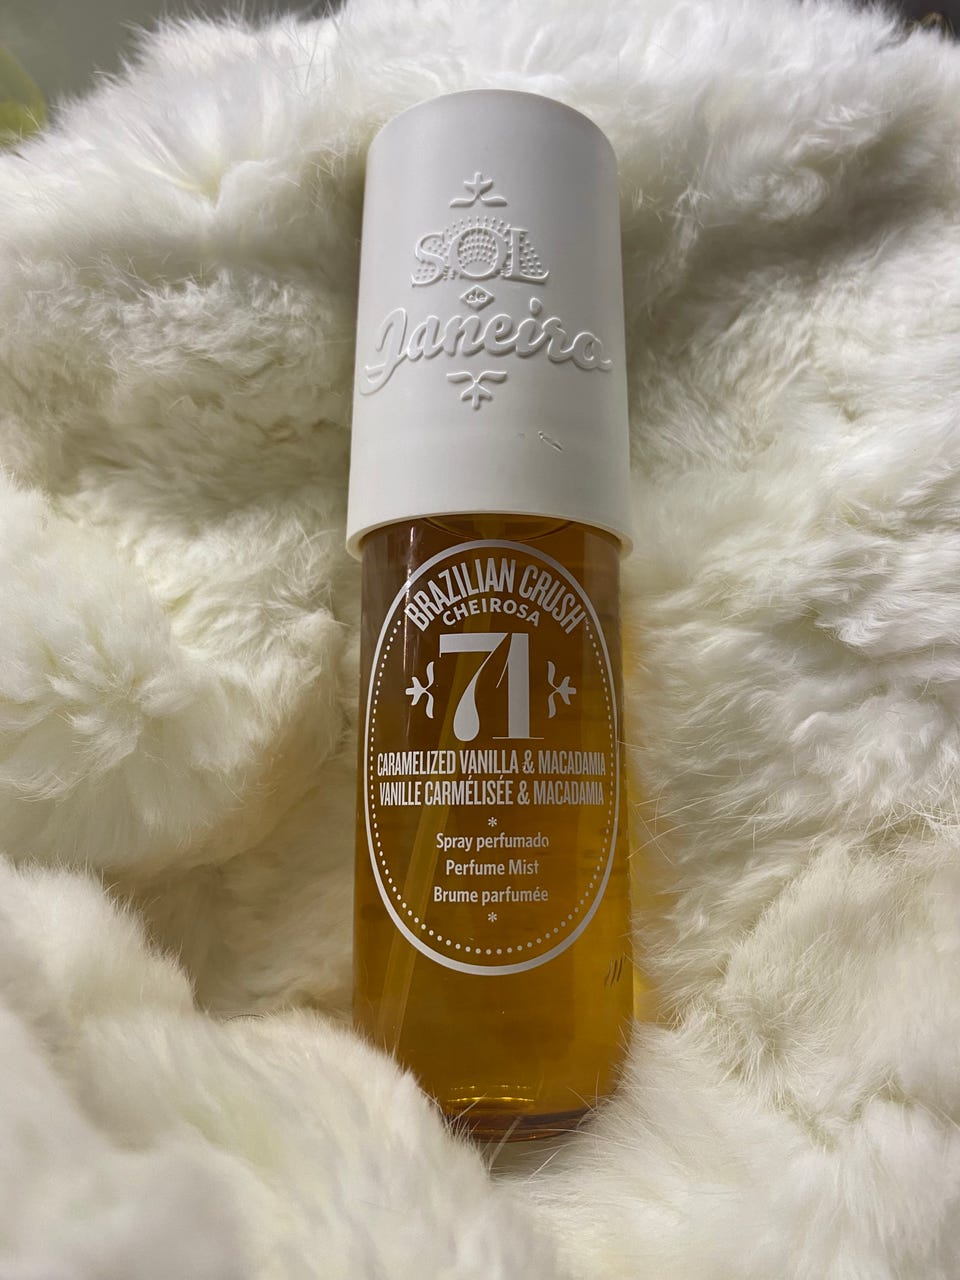 SOL
de
Janeiro
BRAZILIAN CRUSH
CHEIROSA
71
CARAMELIZED VANILLA & MACADAMIA
VANILLE CARMÉLISÉE & MACADAMIA
*
Spray perfumado
Perfume Mist
Brume parfumée
*